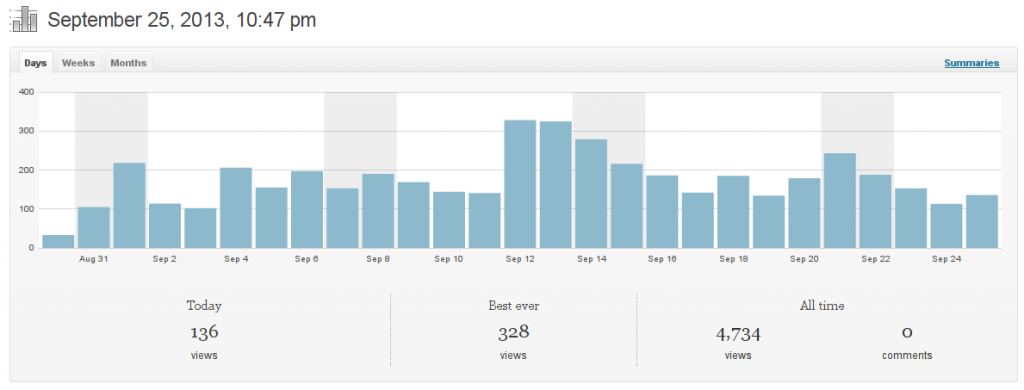 September 25, 2013, 10:47 pm
Days Weeks Months Summaries
400
300
200
100
0
Aug 31 Sep 2 Sep 4 Sep 6 Sep 8 Sep 10 Sep 12 Sep 14 Sep 16 Sep 18 Sep 20 Sep 22 Sep 24
Today Best ever All time
136 328 4,734 0
views views views comments